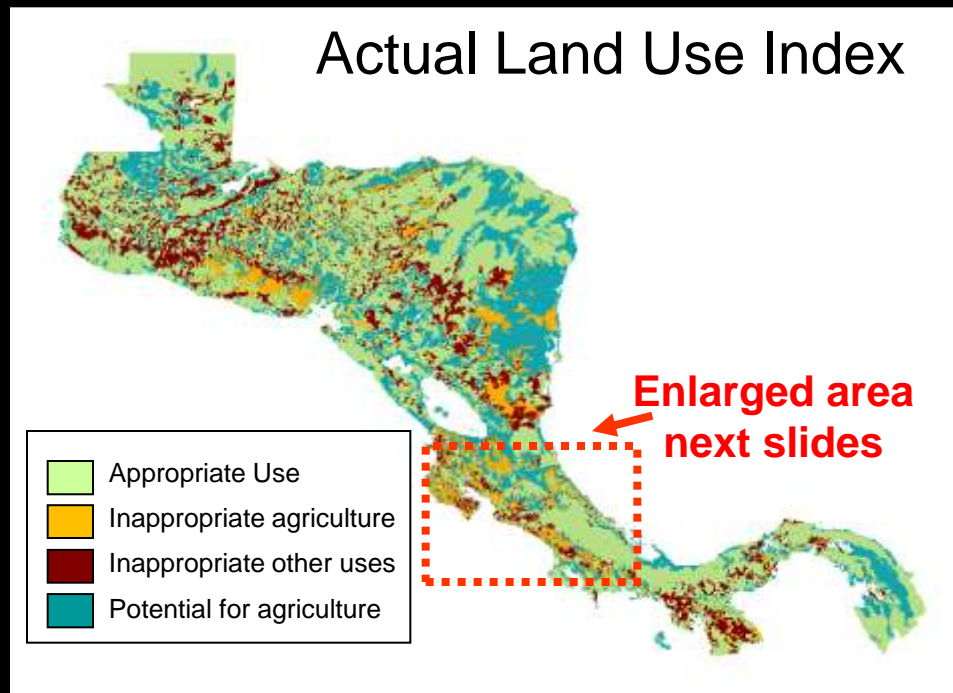 Actual Land Use Index
Enlarged area
next slides
Appropriate Use
Inappropriate agriculture
Inappropriate other uses
Potential for agriculture